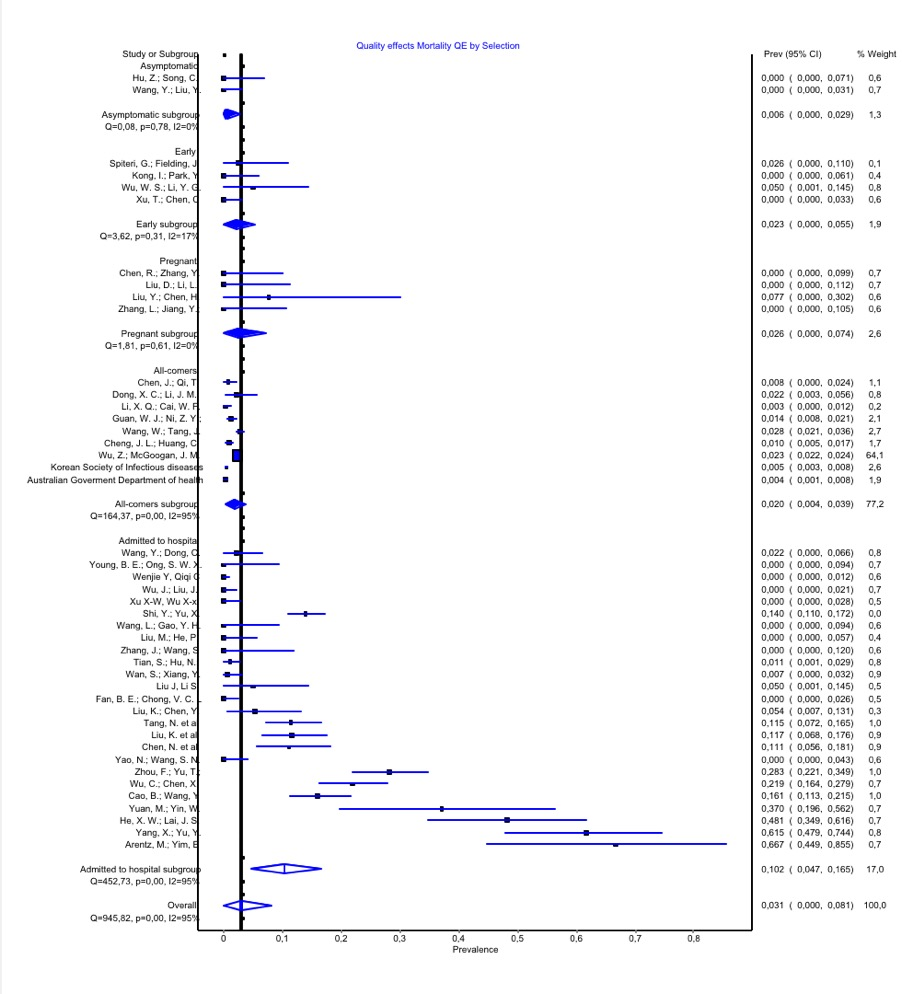 Quality effects Mortality QE by Selection
Study or Subgroup Prev (95% CI) % Weight
Asymptomatic
Hu, Z.; Song, C. 0,000 ( 0,000, 0,071) 0,6
Wang, Y.; Liu, Y. 0,000 ( 0,000, 0,031) 0,7
Asymptomatic subgroup 0,006 ( 0,000, 0,029) 1,3
Q=0,08, p=0,78, I2=0%
Early
Spiteri, G.; Fielding, J 0,026 ( 0,000, 0,110) 0,1
Kong, I.; Park, Y 0,000 ( 0,000, 0,061) 0,4
Wu, W. S.; Li, Y. G. 0,050 ( 0,001, 0,145) 0,8
Xu, T.; Chen, C 0,000 ( 0,000, 0,033) 0,6
Early subgroup 0,023 ( 0,000, 0,055) 1,9
Q=3,62, p=0,31, I2=17%
Pregnant
Chen, R.; Zhang, Y 0,000 ( 0,000, 0,099) 0,7
Liu, D.; Li, L. 0,000 ( 0,000, 0,112) 0,7
Liu, Y.; Chen, H 0,077 ( 0,000, 0,302) 0,6
Zhang, L.; Jiang, Y. 0,000 ( 0,000, 0,105) 0,6
Pregnant subgroup 0,026 ( 0,000, 0,074) 2,6
Q=1,81, p=0,61, I2=0%
All-comers
Chen, J.; Qi, T 0,008 ( 0,000, 0,024) 1,1
Dong, X. C.; Li, J. M. 0,022 ( 0,003, 0,056) 0,8
Li, X. Q.; Cai, W. F. 0,003 ( 0,000, 0,012) 0,2
Guan, W. J.; Ni, Z. Y.; 0,014 ( 0,008, 0,021) 2,1
Wang, W.; Tang, J. 0,028 ( 0,021, 0,036) 2,7
Cheng, J. L.; Huang, C 0,010 ( 0,005, 0,017) 1,7
Wu, Z.; McGoogan, J. M. 0,023 ( 0,022, 0,024) 64,1
Korean Society of Infectious diseases 0,005 ( 0,003, 0,008) 2,6
Australian Goverment Department of health 0,004 ( 0,001, 0,008) 1,9
All-comers subgroup 0,020 ( 0,004, 0,039) 77,2
Q=164,37, p=0,00, I2=95%
Admitted to hospital
Wang, Y.; Dong, C. 0,022 ( 0,000, 0,066) 0,8
Young, B. E.; Ong, S. W. X. 0,000 ( 0,000, 0,094) 0,7
Wenjie Y, Qiqi C 0,000 ( 0,000, 0,012) 0,6
Wu, J.; Liu, J. 0,000 ( 0,000, 0,021) 0,7
Xu X-W, Wu X-x 0,000 ( 0,000, 0,028) 0,5
Shi, Y.; Yu, X. 0,140 ( 0,110, 0,172) 0,0
Wang, L.; Gao, Y. H. 0,000 ( 0,000, 0,094) 0,6
Liu, M.; He, P 0,000 ( 0,000, 0,057) 0,4
Zhang, J.; Wang, S 0,000 ( 0,000, 0,120) 0,6
Tian, S.; Hu, N. 0,011 ( 0,001, 0,029) 0,8
Wan, S.; Xiang, Y. 0,007 ( 0,000, 0,032) 0,9
Liu J, Li S 0,050 ( 0,001, 0,145) 0,5
Fan, B. E.; Chong, V. C. L 0,000 ( 0,000, 0,026) 0,5
Liu, K.; Chen, Y. 0,054 ( 0,007, 0,131) 0,3
Tang, N. et al 0,115 ( 0,072, 0,165) 1,0
Liu, K. et al 0,117 ( 0,068, 0,176) 0,9
Chen, N. et al 0,111 ( 0,056, 0,181) 0,9
Yao, N.; Wang, S. N. 0,000 ( 0,000, 0,043) 0,6
Zhou, F.; Yu, T.; 0,283 ( 0,221, 0,349) 1,0
Wu, C.; Chen, X. 0,219 ( 0,164, 0,279) 0,7
Cao, B.; Wang, Y 0,161 ( 0,113, 0,215) 1,0
Yuan, M.; Yin, W. 0,370 ( 0,196, 0,562) 0,7
He, X. W.; Lai, J. S. 0,481 ( 0,349, 0,616) 0,7
Yang, X.; Yu, Y. 0,615 ( 0,479, 0,744) 0,8
Arentz, M.; Yim, E 0,667 ( 0,449, 0,855) 0,7
Admitted to hospital subgroup 0,102 ( 0,047, 0,165) 17,0
Q=452,73, p=0,00, I2=95%
Overall 0,031 ( 0,000, 0,081) 100,0
Q=945,82, p=0,00, I2=95%
0 0,1 0,2 0,3 0,4 0,5 0,6 0,7 0,8
Prevalence